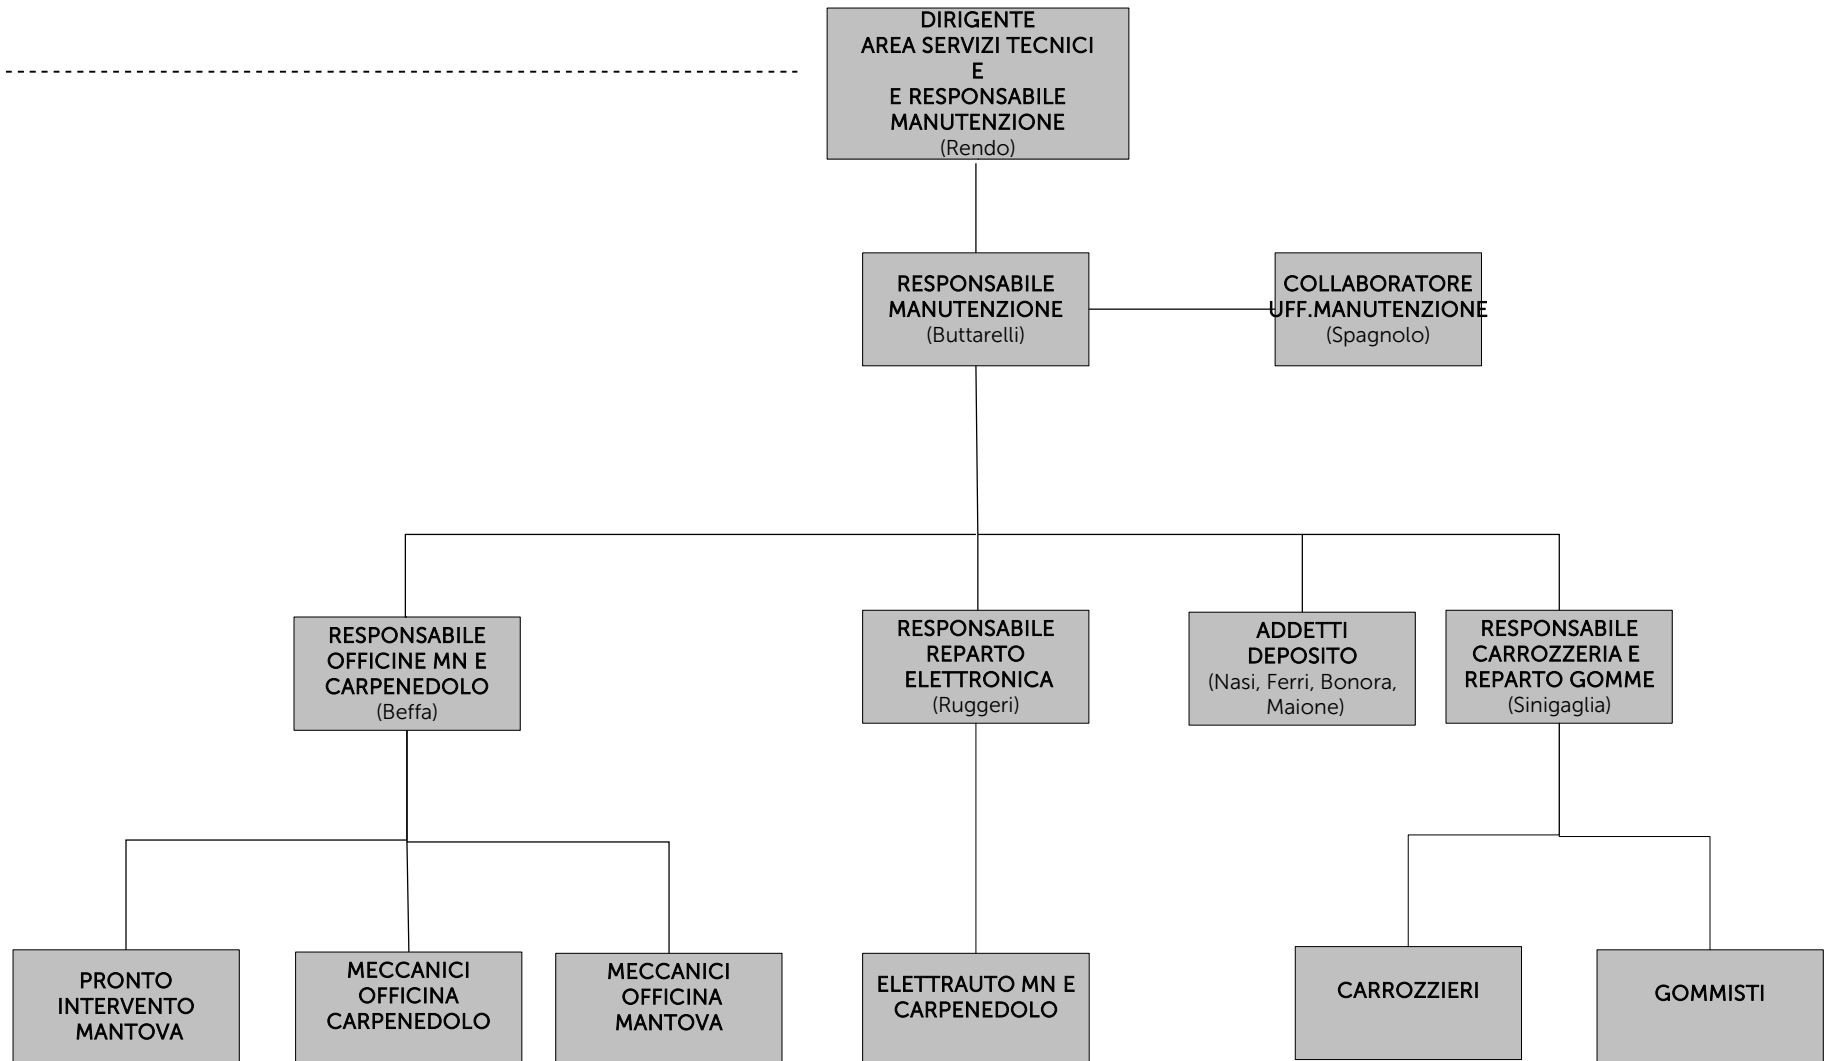 DIRIGENTE
AREA SERVIZI TECNICI
E
E RESPONSABILE
MANUTENZIONE
(Rendo)
RESPONSABILE
MANUTENZIONE
(Buttarelli)
COLLABORATORE
UFF.MANUTENZIONE
(Spagnolo)
RESPONSABILE
OFFICINE MN E
CARPENEDOLO
(Beffa)
RESPONSABILE
REPARTO
ELETTRONICA
(Ruggeri)
ADDETTI
DEPOSITO
(Nasi, Ferri, Bonora,
Maione)
RESPONSABILE
CARROZZERIA E
REPARTO GOMME
(Sinigaglia)
PRONTO
INTERVENTO
MANTOVA
MECCANICI
OFFICINA
CARPENEDOLO
MECCANICI
OFFICINA
MANTOVA
ELETTRAUTO MN E
CARPENEDOLO
CARROZZIERI
GOMMISTI